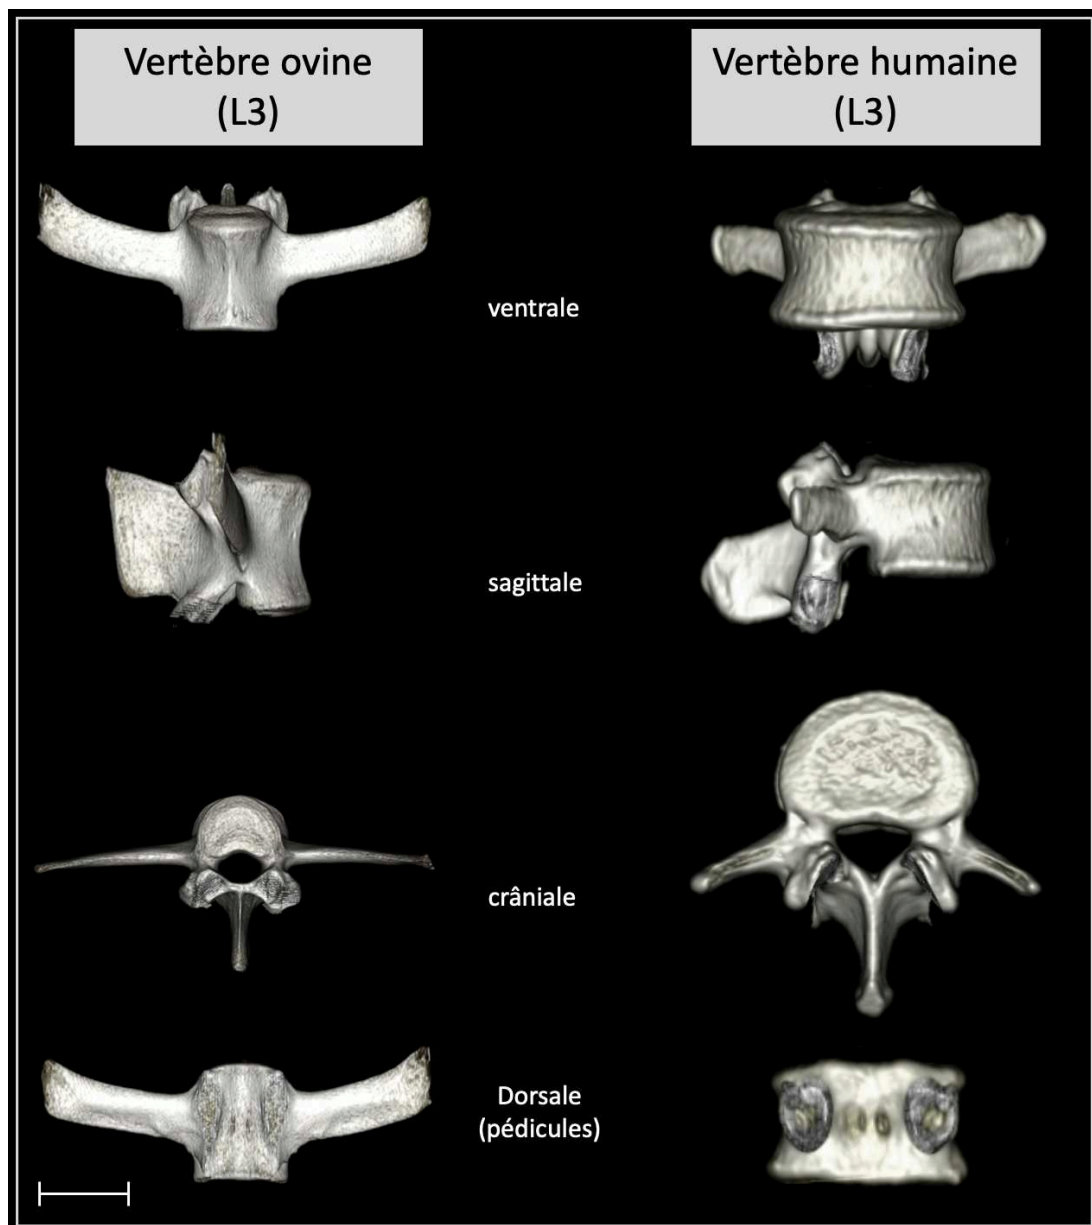 Vertèbre ovine
(L3)
Vertèbre humaine
(L3)
ventrale
sagittale
crâniale
Dorsale
(pédicules)